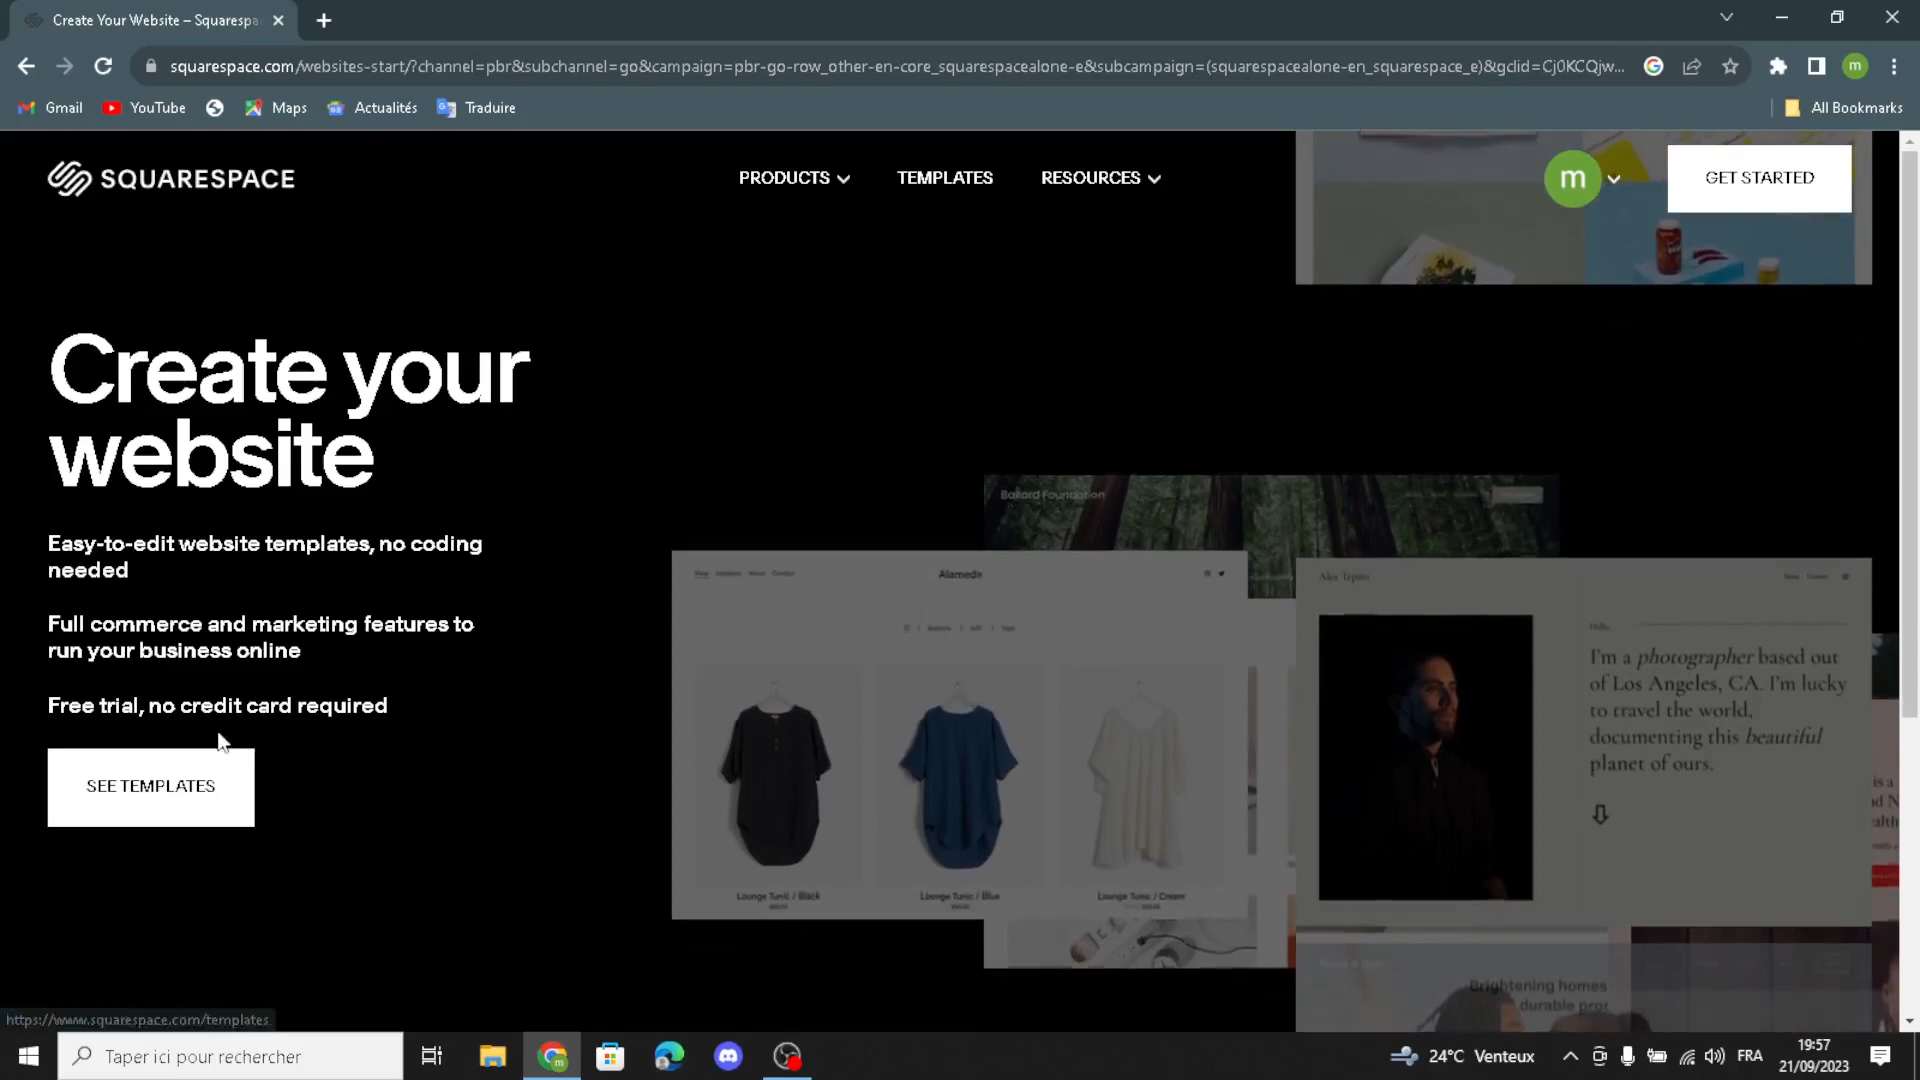 Create Your Website – Squarespa
squarespace.com/websites-start/?channel=pbr&subchannel=go&campaign=pbr-go-row_other-en-core_squarespacealone-e&subcampaign=(squarespacealone-en_squarespace_e)&gclid=Cj0KCQjw...
m
Gmail
YouTube
Maps
Actualités
Traduire
All Bookmarks
SQUARESPACE
PRODUCTS
TEMPLATES
RESOURCES
m
GET STARTED
Create your
website
Easy-to-edit website templates, no coding
needed
Full commerce and marketing features to
run your business online
Free trial, no credit card required
SEE TEMPLATES
Ballard Foundation
Alameda
Shop
About
Contact
Lounge Tunic / Black
Lounge Tunic / Blue
Lounge Tunic / Cream
Hello,
I'm a photographer based out
of Los Angeles, CA. I'm lucky
to travel the world,
documenting this beautiful
planet of ours.
Brightening homes
https://www.squarespace.com/templates
Taper ici pour rechercher
24°C Venteux
FRA
19:57
21/09/2023